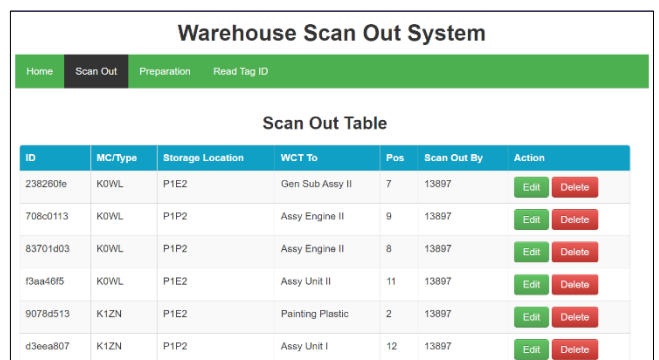 Warehouse Scan Out System
Home Scan Out Preparation Read Tag ID
Scan Out Table
ID MC/Type Storage Location WCT To Pos Scan Out By Action
238260fe K0WL P1E2 Gen Sub Assy II 7 13897 Edit Delete
708c0113 K0WL P1P2 Assy Engine II 9 13897 Edit Delete
83701d03 K0WL P1P2 Assy Engine II 8 13897 Edit Delete
f3aa46f5 K0WL P1E2 Assy Unit II 11 13897 Edit Delete
9078d513 K1ZN P1E2 Painting Plastic 2 13897 Edit Delete
d3eea807 K1ZN P1P2 Assy Unit I 12 13897 Edit Delete